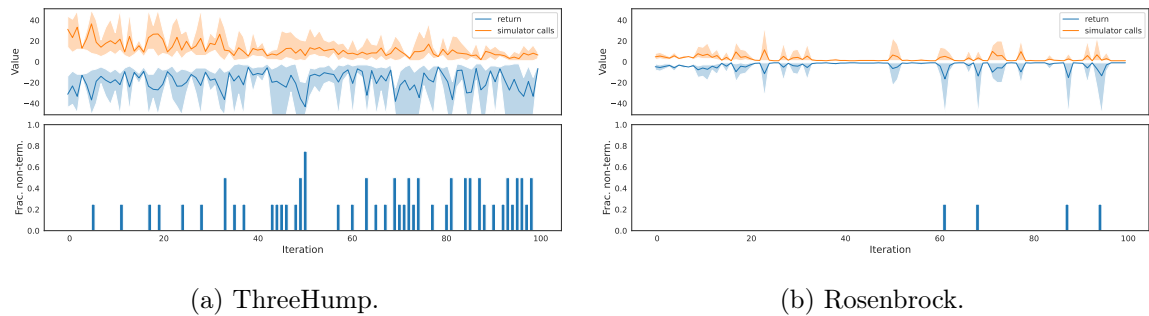 return
simulator calls
40
20
0
−20
−40
Value
1.0
0.8
0.6
0.4
0.2
0.0
Frac. non-term.
0 20 40 60 80 100
Iteration
(a) ThreeHump.
return
simulator calls
40
20
0
−20
−40
Value
1.0
0.8
0.6
0.4
0.2
0.0
Frac. non-term.
0 20 40 60 80 100
Iteration
(b) Rosenbrock.